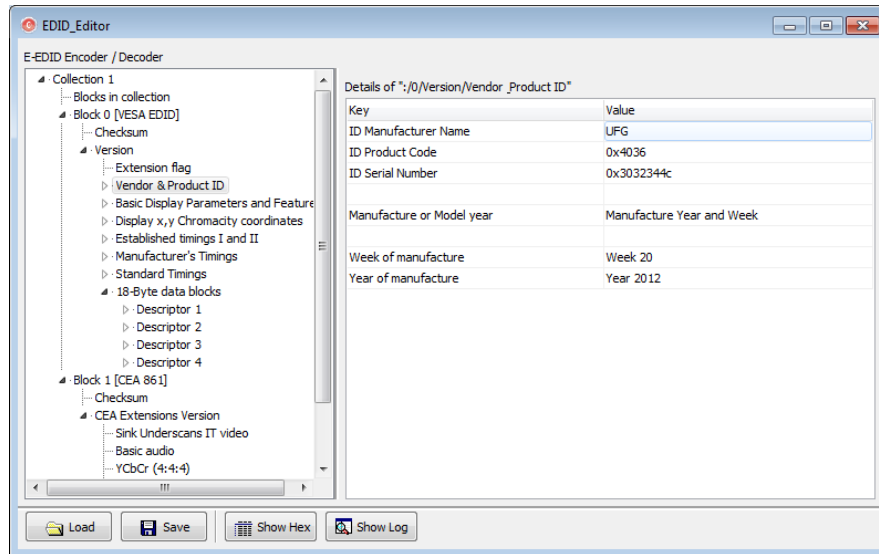 EDID_Editor
E-EDID Encoder / Decoder
Collection 1
Blocks in collection
Block 0 [VESA EDID]
Checksum
Version
Extension flag
Vendor & Product ID
Basic Display Parameters and Feature
Display x,y Chromacity coordinates
Established timings I and II
Manufacturer's Timings
Standard Timings
18-Byte data blocks
Descriptor 1
Descriptor 2
Descriptor 3
Descriptor 4
Block 1 [CEA 861]
Checksum
CEA Extensions Version
Sink Underscans IT video
Basic audio
YCbCr (4:4:4)
Details of ":/0/Version/Vendor _Product ID"
Key Value
ID Manufacturer Name UFG
ID Product Code 0x4036
ID Serial Number 0x3032344c
Manufacture or Model year Manufacture Year and Week
Week of manufacture Week 20
Year of manufacture Year 2012
Load Save Show Hex Show Log